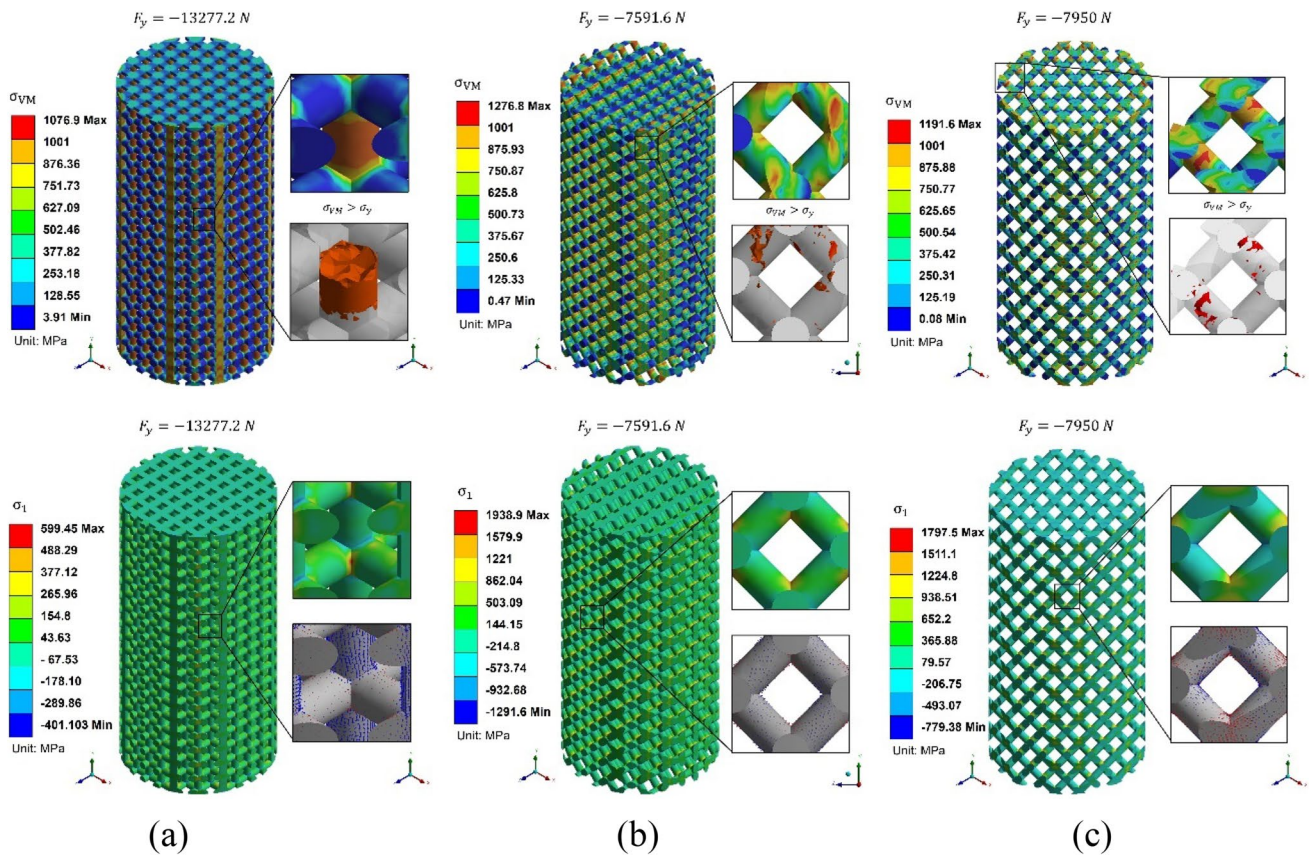 F_y = −13277.2 N
σ_VM
1076.9 Max
1001
876.36
751.73
627.09
502.46
377.82
253.18
128.55
3.91 Min
Unit: MPa
σ_VM > σ_y
F_y = −7591.6 N
σ_VM
1276.8 Max
1001
875.93
750.87
625.8
500.73
375.67
250.6
125.33
0.47 Min
Unit: MPa
σ_VM > σ_y
F_y = −7950 N
σ_VM
1191.6 Max
1001
875.88
750.77
625.65
500.54
375.42
250.31
125.19
0.08 Min
Unit: MPa
σ_VM > σ_y
F_y = −13277.2 N
σ_1
599.45 Max
488.29
377.12
265.96
154.8
43.63
- 67.53
-178.10
-289.86
-401.103 Min
Unit: MPa
F_y = −7591.6 N
σ_1
1938.9 Max
1579.9
1221
862.04
503.09
144.15
-214.8
-573.74
-932.68
-1291.6 Min
Unit: MPa
F_y = −7950 N
σ_1
1797.5 Max
1511.1
1224.8
938.51
652.2
365.88
79.57
-206.75
-493.07
-779.38 Min
Unit: MPa
(a)
(b)
(c)